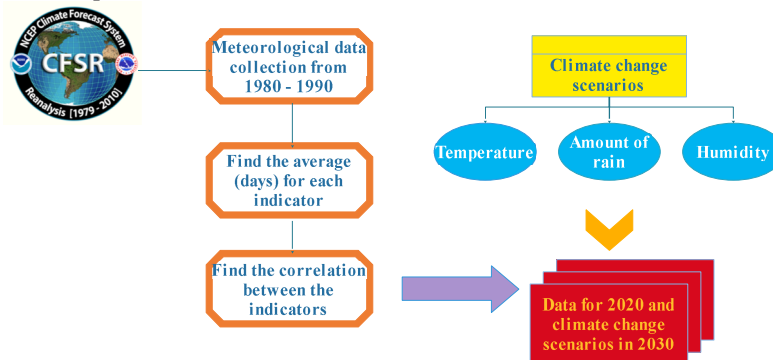 NCEP Climate Forecast System
CFSR
Reanalysis [1979 - 2010]
Meteorological data
collection from
1980 - 1990
Find the average
(days) for each
indicator
Find the correlation
between the
indicators
Climate change
scenarios
Temperature
Amount of
rain
Humidity
Data for 2020 and
climate change
scenarios in 2030